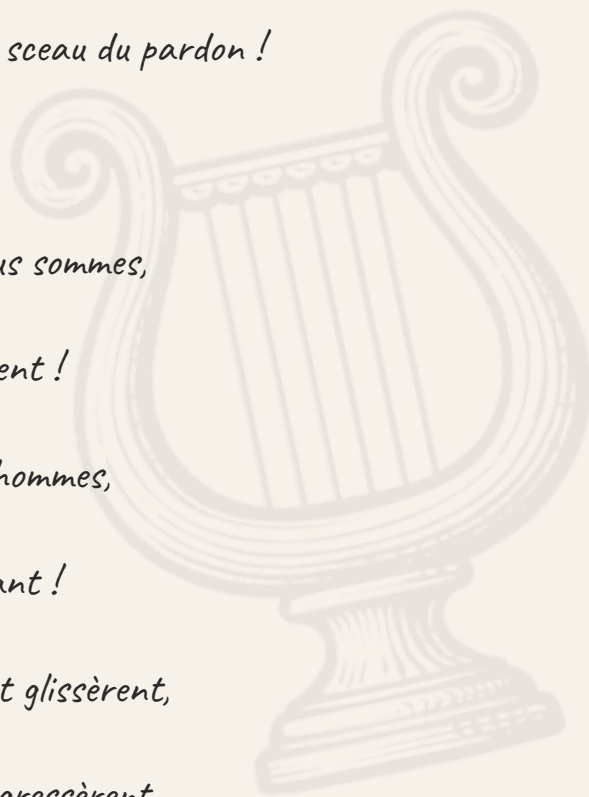 sceau du pardon !
us sommes,
ent !
hommes,
ant !
t glissèrent,